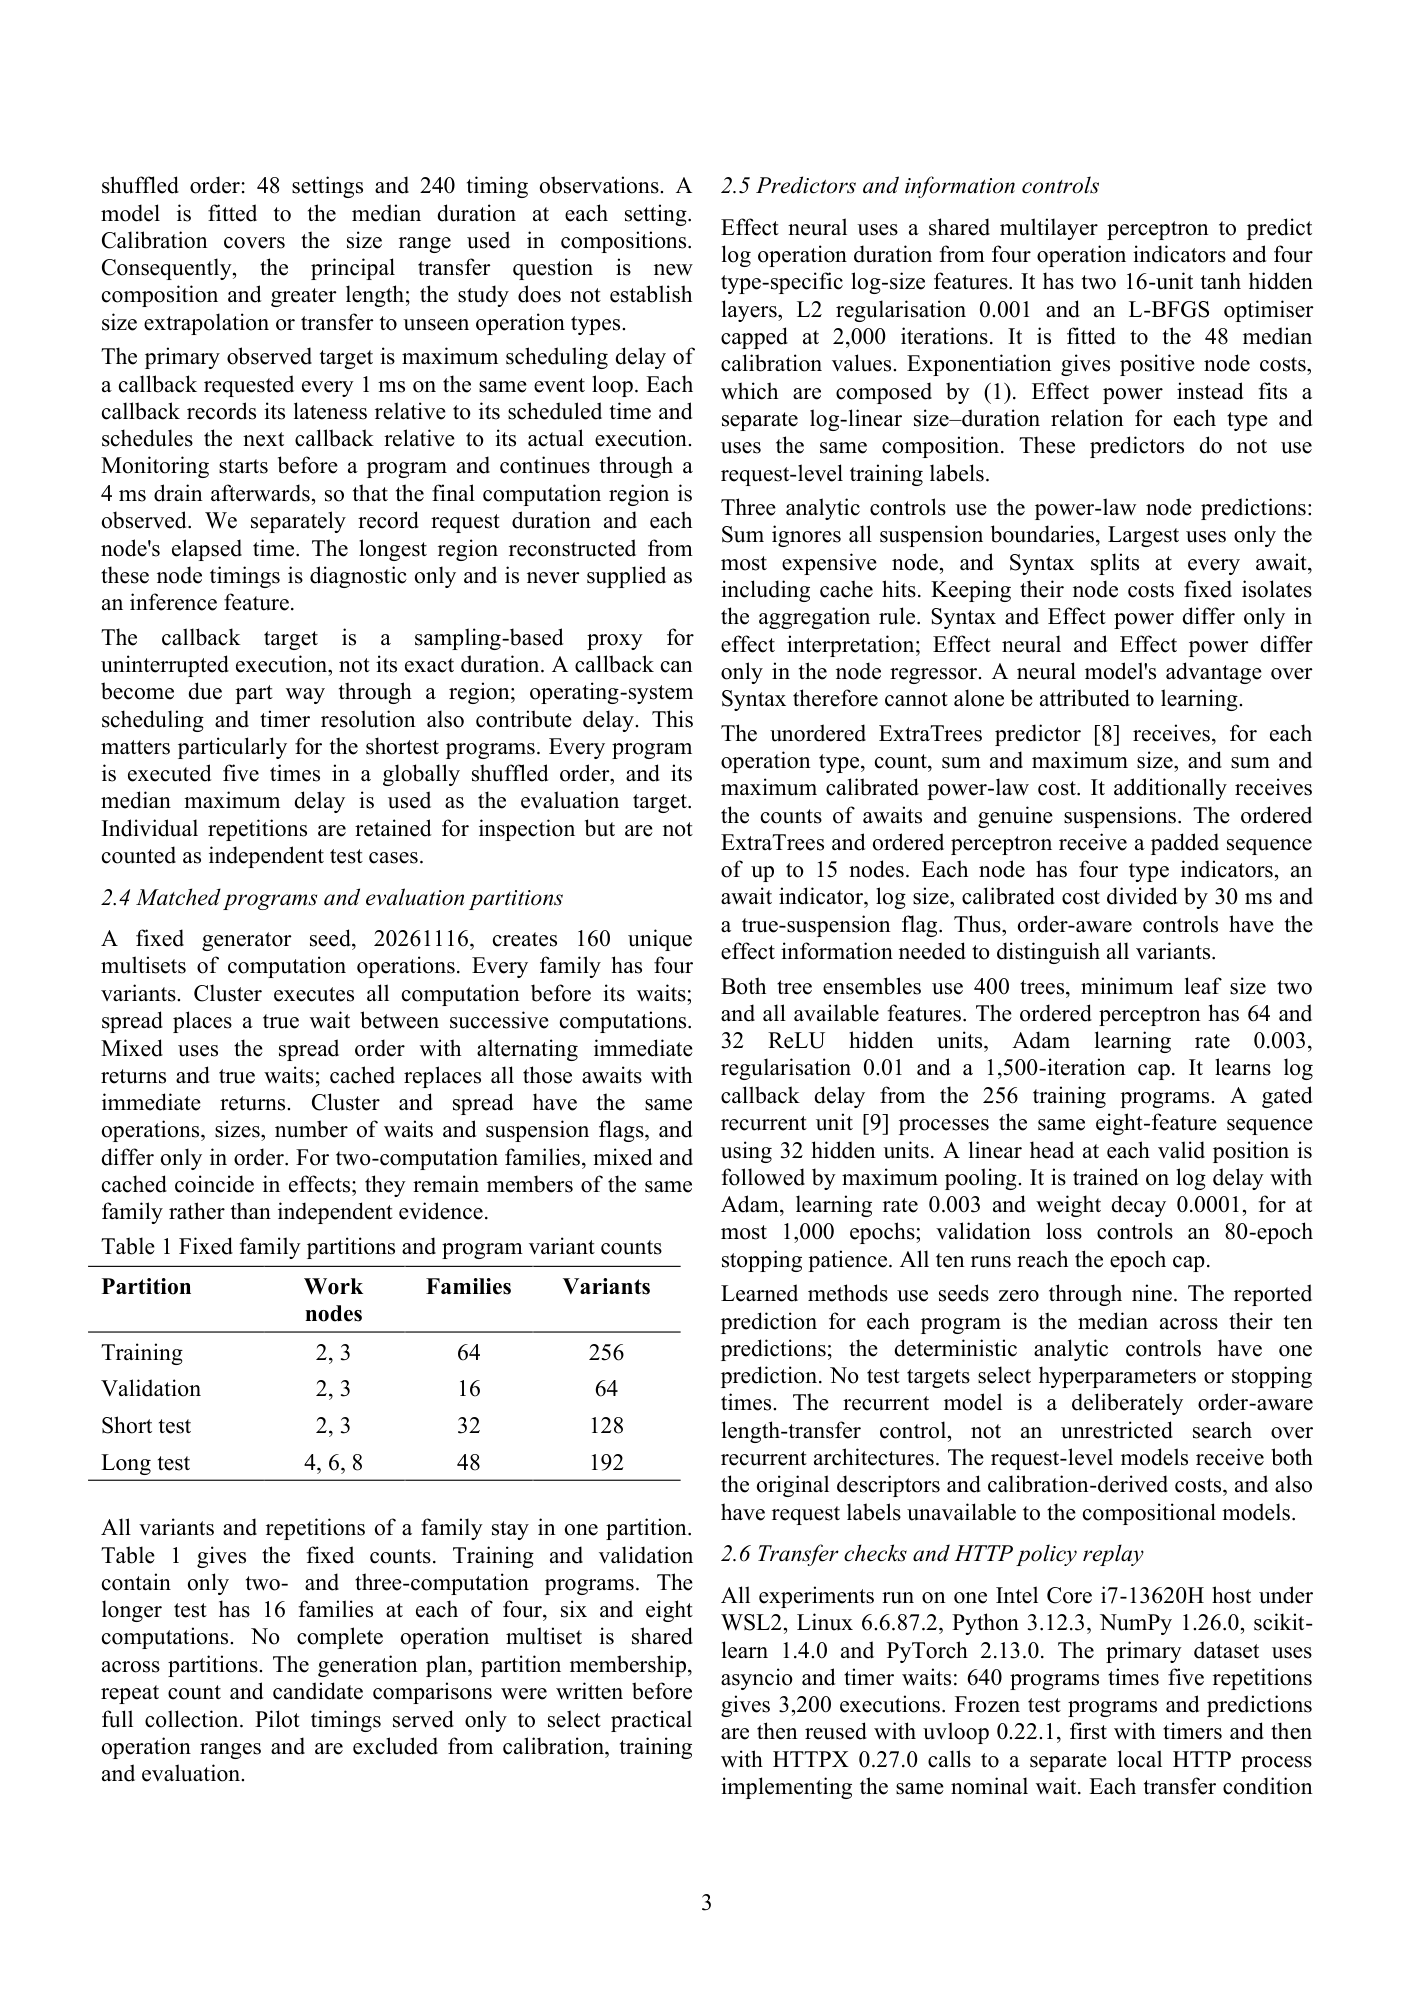 shuffled order: 48 settings and 240 timing observations. A
model is fitted to the median duration at each setting.
Calibration covers the size range used in compositions.
Consequently, the principal transfer question is new
composition and greater length; the study does not establish
size extrapolation or transfer to unseen operation types.
The primary observed target is maximum scheduling delay of
a callback requested every 1 ms on the same event loop. Each
callback records its lateness relative to its scheduled time and
schedules the next callback relative to its actual execution.
Monitoring starts before a program and continues through a
4 ms drain afterwards, so that the final computation region is
observed. We separately record request duration and each
node's elapsed time. The longest region reconstructed from
these node timings is diagnostic only and is never supplied as
an inference feature.
The callback target is a sampling-based proxy for
uninterrupted execution, not its exact duration. A callback can
become due part way through a region; operating-system
scheduling and timer resolution also contribute delay. This
matters particularly for the shortest programs. Every program
is executed five times in a globally shuffled order, and its
median maximum delay is used as the evaluation target.
Individual repetitions are retained for inspection but are not
counted as independent test cases.
2.4 Matched programs and evaluation partitions
A fixed generator seed, 20261116, creates 160 unique
multisets of computation operations. Every family has four
variants. Cluster executes all computation before its waits;
spread places a true wait between successive computations.
Mixed uses the spread order with alternating immediate
returns and true waits; cached replaces all those awaits with
immediate returns. Cluster and spread have the same
operations, sizes, number of waits and suspension flags, and
differ only in order. For two-computation families, mixed and
cached coincide in effects; they remain members of the same
family rather than independent evidence.
Table 1 Fixed family partitions and program variant counts
Partition Work nodes Families Variants
Training 2, 3 64 256
Validation 2, 3 16 64
Short test 2, 3 32 128
Long test 4, 6, 8 48 192
All variants and repetitions of a family stay in one partition.
Table 1 gives the fixed counts. Training and validation
contain only two- and three-computation programs. The
longer test has 16 families at each of four, six and eight
computations. No complete operation multiset is shared
across partitions. The generation plan, partition membership,
repeat count and candidate comparisons were written before
full collection. Pilot timings served only to select practical
operation ranges and are excluded from calibration, training
and evaluation.
2.5 Predictors and information controls
Effect neural uses a shared multilayer perceptron to predict
log operation duration from four operation indicators and four
type-specific log-size features. It has two 16-unit tanh hidden
layers, L2 regularisation 0.001 and an L-BFGS optimiser
capped at 2,000 iterations. It is fitted to the 48 median
calibration values. Exponentiation gives positive node costs,
which are composed by (1). Effect power instead fits a
separate log-linear size–duration relation for each type and
uses the same composition. These predictors do not use
request-level training labels.
Three analytic controls use the power-law node predictions:
Sum ignores all suspension boundaries, Largest uses only the
most expensive node, and Syntax splits at every await,
including cache hits. Keeping their node costs fixed isolates
the aggregation rule. Syntax and Effect power differ only in
effect interpretation; Effect neural and Effect power differ
only in the node regressor. A neural model's advantage over
Syntax therefore cannot alone be attributed to learning.
The unordered ExtraTrees predictor [8] receives, for each
operation type, count, sum and maximum size, and sum and
maximum calibrated power-law cost. It additionally receives
the counts of awaits and genuine suspensions. The ordered
ExtraTrees and ordered perceptron receive a padded sequence
of up to 15 nodes. Each node has four type indicators, an
await indicator, log size, calibrated cost divided by 30 ms and
a true-suspension flag. Thus, order-aware controls have the
effect information needed to distinguish all variants.
Both tree ensembles use 400 trees, minimum leaf size two
and all available features. The ordered perceptron has 64 and
32 ReLU hidden units, Adam learning rate 0.003,
regularisation 0.01 and a 1,500-iteration cap. It learns log
callback delay from the 256 training programs. A gated
recurrent unit [9] processes the same eight-feature sequence
using 32 hidden units. A linear head at each valid position is
followed by maximum pooling. It is trained on log delay with
Adam, learning rate 0.003 and weight decay 0.0001, for at
most 1,000 epochs; validation loss controls an 80-epoch
stopping patience. All ten runs reach the epoch cap.
Learned methods use seeds zero through nine. The reported
prediction for each program is the median across their ten
predictions; the deterministic analytic controls have one
prediction. No test targets select hyperparameters or stopping
times. The recurrent model is a deliberately order-aware
length-transfer control, not an unrestricted search over
recurrent architectures. The request-level models receive both
the original descriptors and calibration-derived costs, and also
have request labels unavailable to the compositional models.
2.6 Transfer checks and HTTP policy replay
All experiments run on one Intel Core i7-13620H host under
WSL2, Linux 6.6.87.2, Python 3.12.3, NumPy 1.26.0, scikit-
learn 1.4.0 and PyTorch 2.13.0. The primary dataset uses
asyncio and timer waits: 640 programs times five repetitions
gives 3,200 executions. Frozen test programs and predictions
are then reused with uvloop 0.22.1, first with timers and then
with HTTPX 0.27.0 calls to a separate local HTTP process
implementing the same nominal wait. Each transfer condition
3